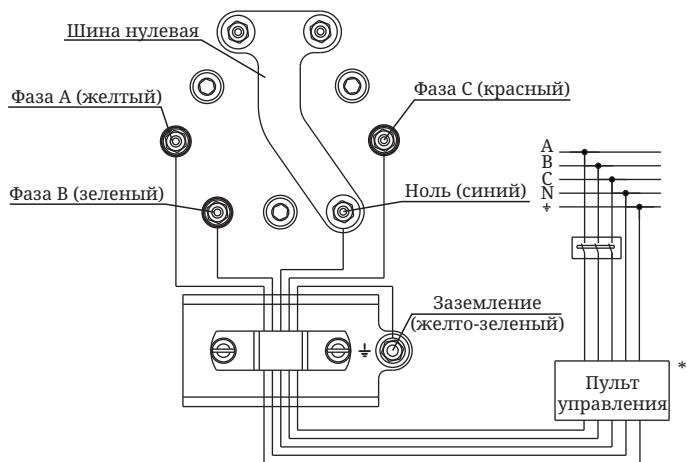 Шина нулевая
Фаза А (желтый)
Фаза С (красный)
Фаза В (зеленый)
Ноль (синий)
Заземление
(желто-зеленый)
A
B
C
N
Пульт
управления
*